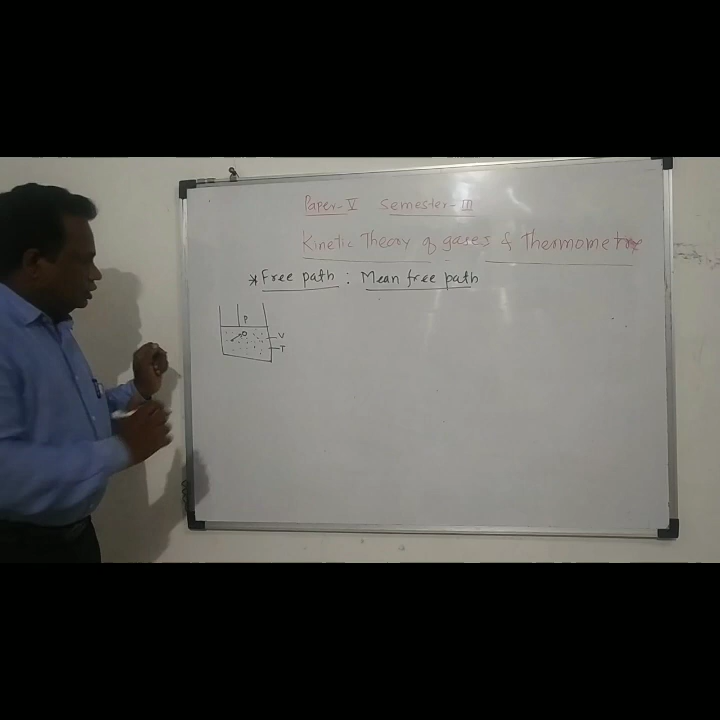 Paper-V Semester-III
Kinetic Theory of gases & Thermometry
* Free path : Mean free path
P
V
T